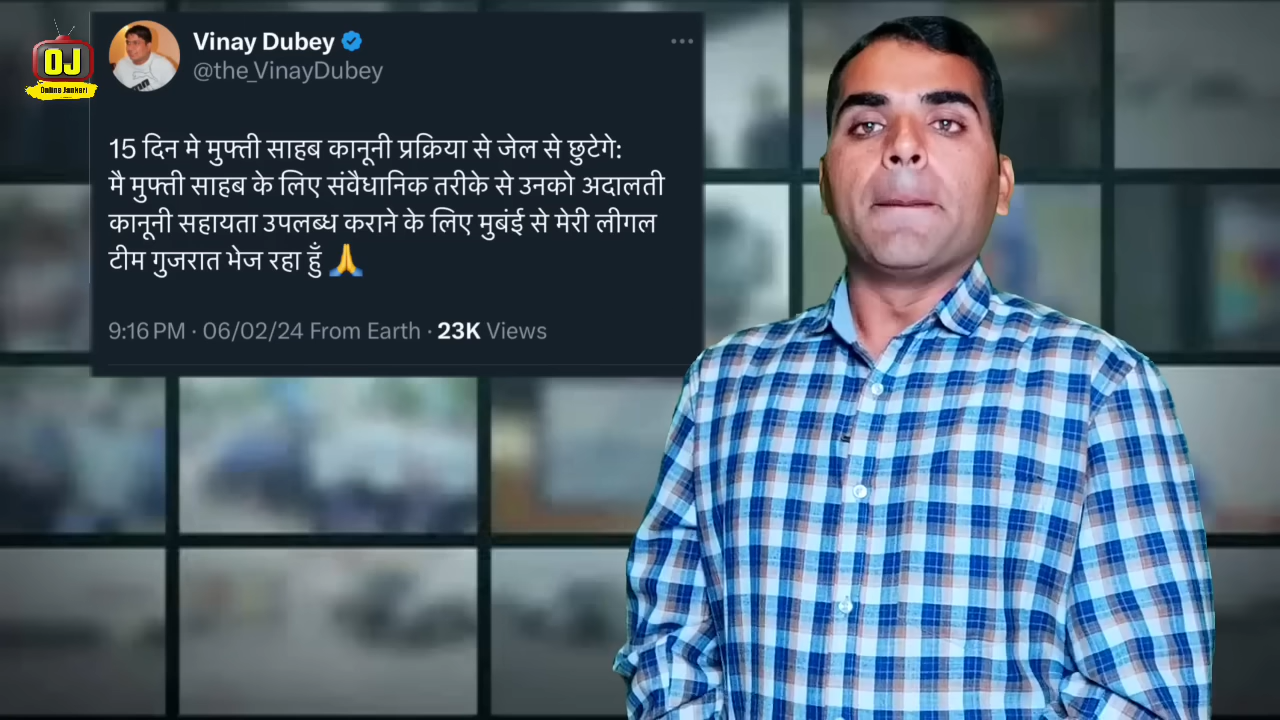 OJ
Online Jankari
Vinay Dubey
@the_VinayDubey
15 दिन मे मुफ्ती साहब कानूनी प्रक्रिया से जेल से छुटेगे:
मै मुफ्ती साहब के लिए संवैधानिक तरीके से उनको अदालती
कानूनी सहायता उपलब्ध कराने के लिए मुबंई से मेरी लीगल
टीम गुजरात भेज रहा हुँ 🙏
9:16 PM · 06/02/24 From Earth · 23K Views